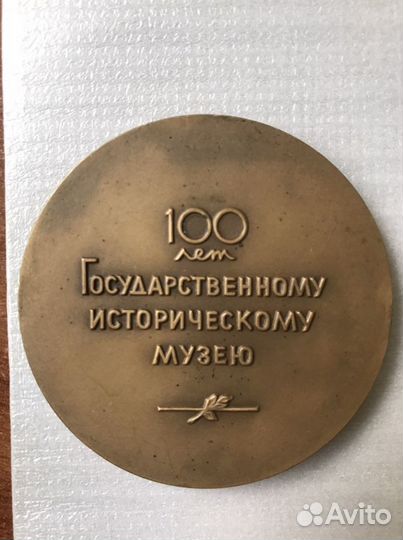 100
лет
Государственному
историческому
музею
Avito